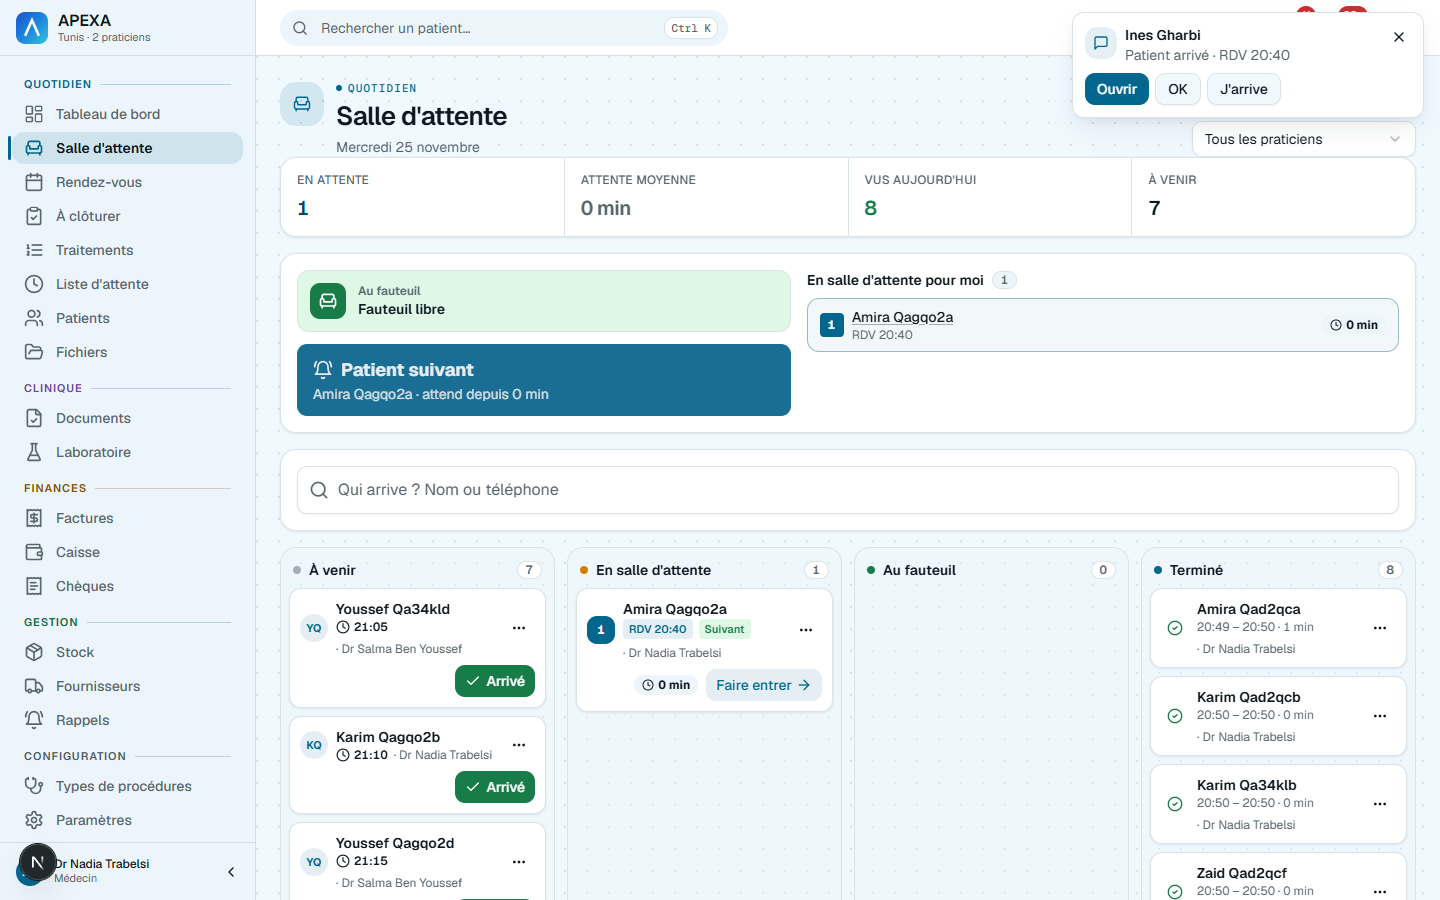 APEXA
Tunis · 2 praticiens
Rechercher un patient…
Ctrl K
Ines Gharbi
Patient arrivé · RDV 20:40
Ouvrir
OK
J'arrive
QUOTIDIEN
Tableau de bord
Salle d'attente
Rendez-vous
À clôturer
Traitements
Liste d'attente
Patients
Fichiers
CLINIQUE
Documents
Laboratoire
FINANCES
Factures
Caisse
Chèques
GESTION
Stock
Fournisseurs
Rappels
CONFIGURATION
Types de procédures
Paramètres
N
Dr Nadia Trabelsi
Médecin
QUOTIDIEN
Salle d'attente
Mercredi 25 novembre
Tous les praticiens
EN ATTENTE
1
ATTENTE MOYENNE
0 min
VUS AUJOURD'HUI
8
À VENIR
7
Au fauteuil
Fauteuil libre
Patient suivant
Amira Qagqo2a · attend depuis 0 min
En salle d'attente pour moi
1
1
Amira Qagqo2a
RDV 20:40
0 min
Qui arrive ? Nom ou téléphone
À venir
7
YQ
Youssef Qa34kld
21:05
· Dr Salma Ben Youssef
Arrivé
KQ
Karim Qagqo2b
21:10 · Dr Nadia Trabelsi
Arrivé
YQ
Youssef Qagqo2d
21:15
· Dr Salma Ben Youssef
En salle d'attente
1
1
Amira Qagqo2a
RDV 20:40
Suivant
· Dr Nadia Trabelsi
0 min
Faire entrer
Au fauteuil
0
Terminé
8
Amira Qad2qca
20:49 – 20:50 · 1 min
· Dr Nadia Trabelsi
Karim Qad2qcb
20:50 – 20:50 · 0 min
· Dr Nadia Trabelsi
Karim Qa34klb
20:50 – 20:50 · 0 min
· Dr Nadia Trabelsi
Zaid Qad2qcf
20:50 – 20:50 · 0 min